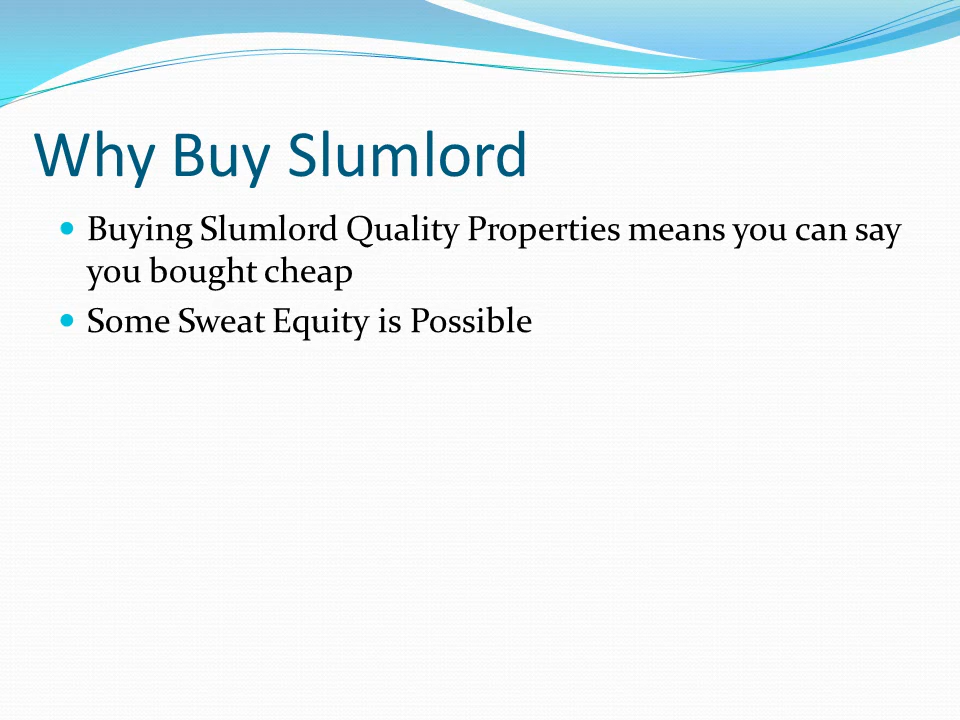 Why Buy Slumlord
Buying Slumlord Quality Properties means you can say
you bought cheap
Some Sweat Equity is Possible